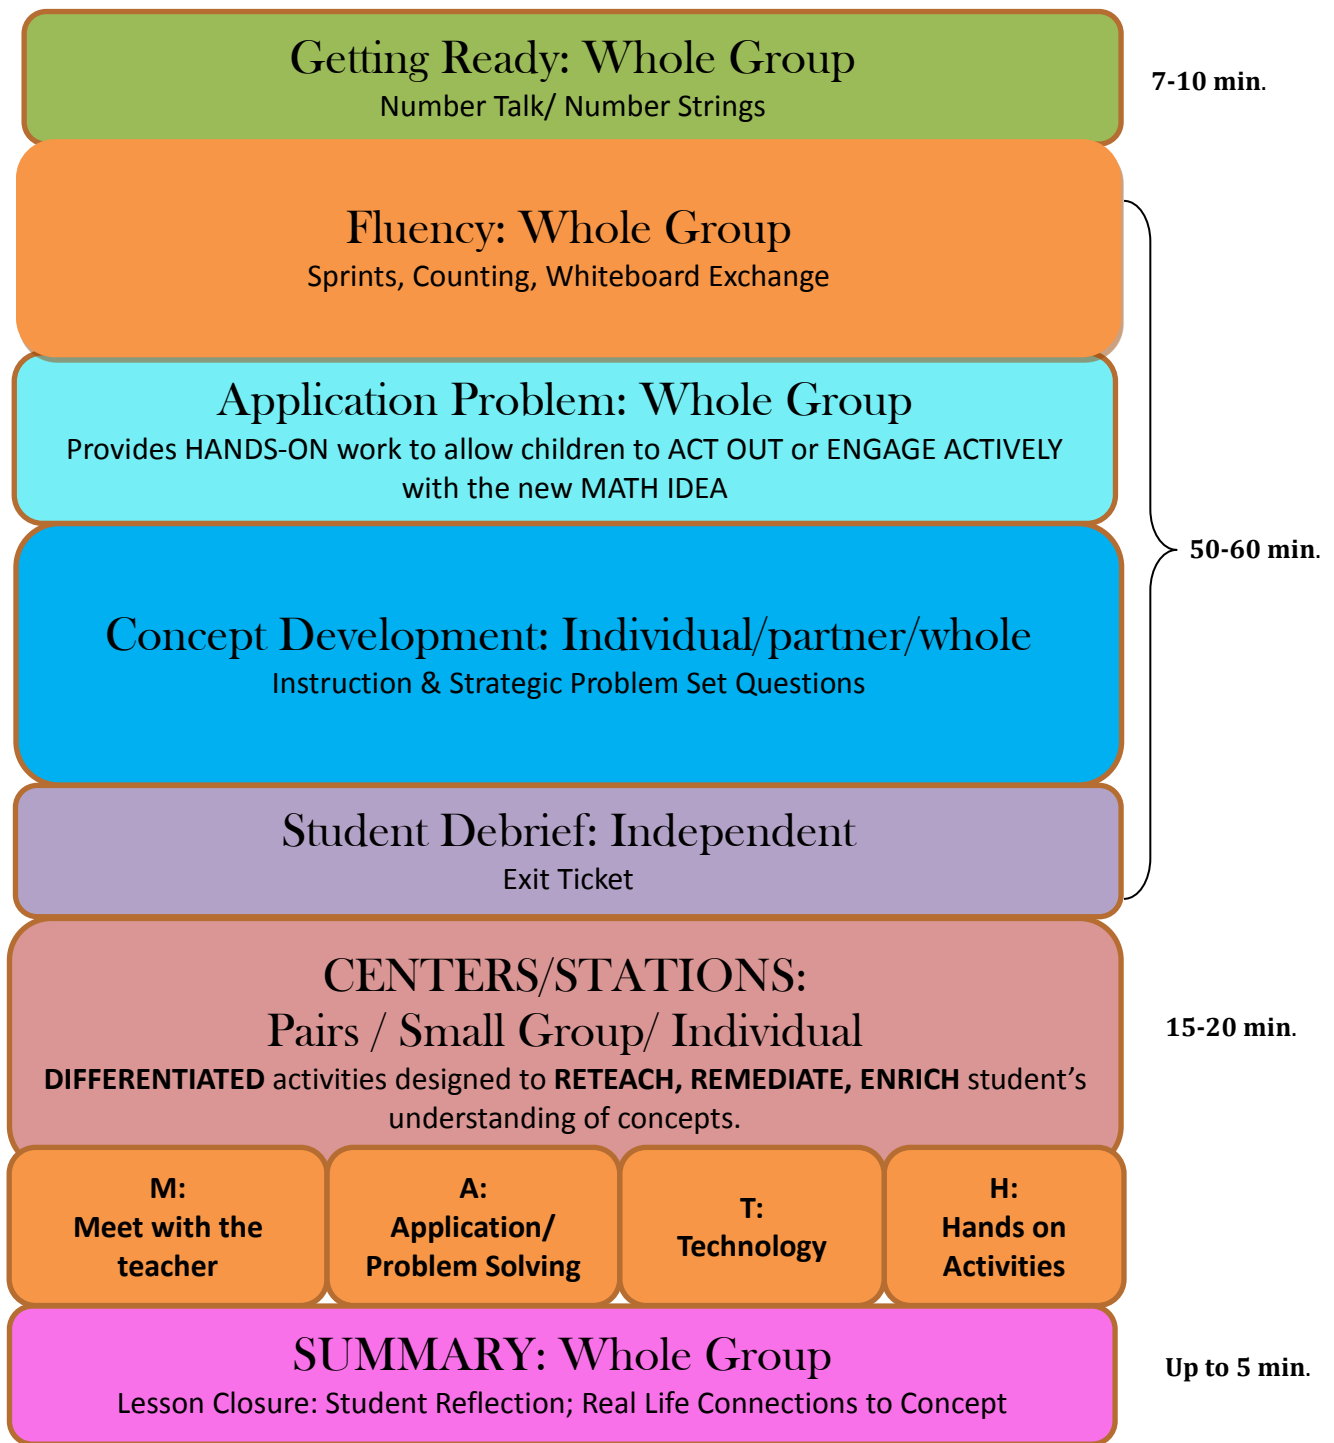 Getting Ready: Whole Group
Number Talk/ Number Strings
7-10 min.
Fluency: Whole Group
Sprints, Counting, Whiteboard Exchange
Application Problem: Whole Group
Provides HANDS-ON work to allow children to ACT OUT or ENGAGE ACTIVELY
with the new MATH IDEA
50-60 min.
Concept Development: Individual/partner/whole
Instruction & Strategic Problem Set Questions
Student Debrief: Independent
Exit Ticket
CENTERS/STATIONS:
Pairs / Small Group/ Individual
DIFFERENTIATED activities designed to RETEACH, REMEDIATE, ENRICH student’s
understanding of concepts.
15-20 min.
M:
Meet with the
teacher
A:
Application/
Problem Solving
T:
Technology
H:
Hands on
Activities
SUMMARY: Whole Group
Lesson Closure: Student Reflection; Real Life Connections to Concept
Up to 5 min.